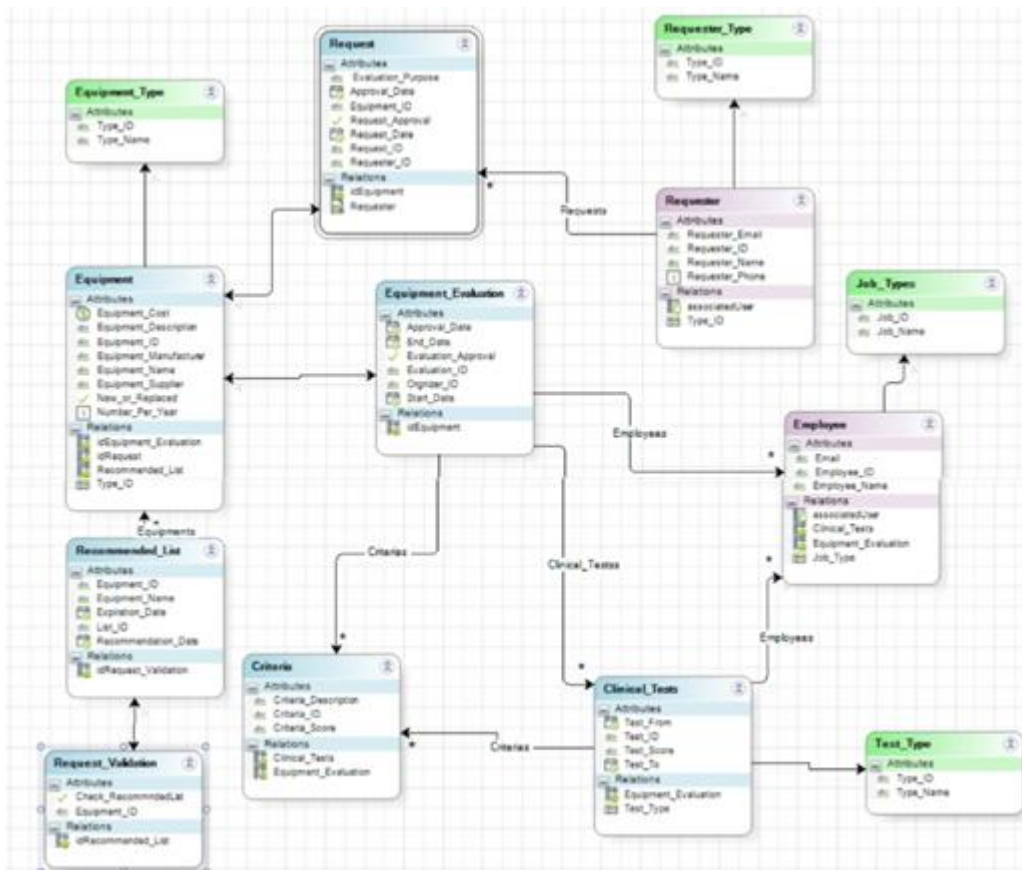 Request
Attributes
Evaluation_Purpose
Approval_Date
Equipment_ID
Request_Approval
Request_Date
Request_ID
Requester_ID
Relations
idEquipment
Requester
Requester_Type
Attributes
Type_ID
Type_Name
Equipment_Type
Attributes
Type_ID
Type_Name
*
Requests
Requester
Attributes
Requester_Email
Requester_ID
Requester_Name
Requester_Phone
Relations
associatedUser
Type_ID
Equipment
Attributes
Equipment_Cost
Equipment_Description
Equipment_ID
Equipment_Manufacturer
Equipment_Name
Equipment_Supplier
New_or_Replaced
Number_Per_Year
Relations
idEquipment_Evaluation
idRequest
Recommended_List
Type_ID
Equipment_Evaluation
Attributes
Approval_Date
End_Date
Evaluation_Approval
Evaluation_ID
Orgnizer_ID
Start_Date
Relations
idEquipment
Job_Types
Attributes
Job_ID
Job_Name
Employees
*
Employee
Attributes
Email
Employee_ID
Employee_Name
Relations
associatedUser
Clinical_Tests
Equipment_Evaluation
Job_Type
*
Equipments
Recommended_List
Attributes
Equipment_ID
Equipment_Name
Expiration_Date
List_ID
Recommendation_Date
Relations
idRequest_Validation
Criterias
*
Clinical_Testss
*
Employees
*
Criteria
Attributes
Criteria_Description
Criteria_ID
Criteria_Score
Relations
Clinical_Tests
Equipment_Evaluation
*
Criterias
Clinical_Tests
Attributes
Test_From
Test_ID
Test_Score
Test_To
Relations
Equipment_Evaluation
Test_Type
Test_Type
Attributes
Type_ID
Type_Name
Request_Validation
Attributes
Check_RecommndedList
Equipment_ID
Relations
idRecommended_List